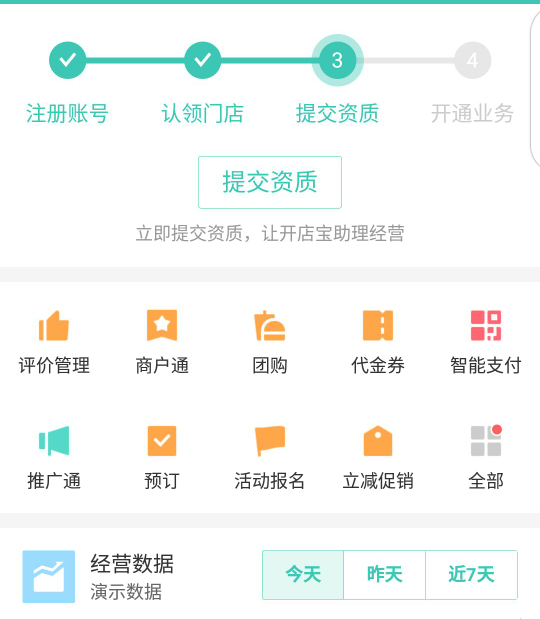 3 4
注册账号 认领门店 提交资质 开通业务
提交资质
立即提交资质，让开店宝助理经营
评价管理 商户通 团购 代金券 智能支付
推广通 预订 活动报名 立减促销 全部
经营数据
演示数据
今天 昨天 近7天